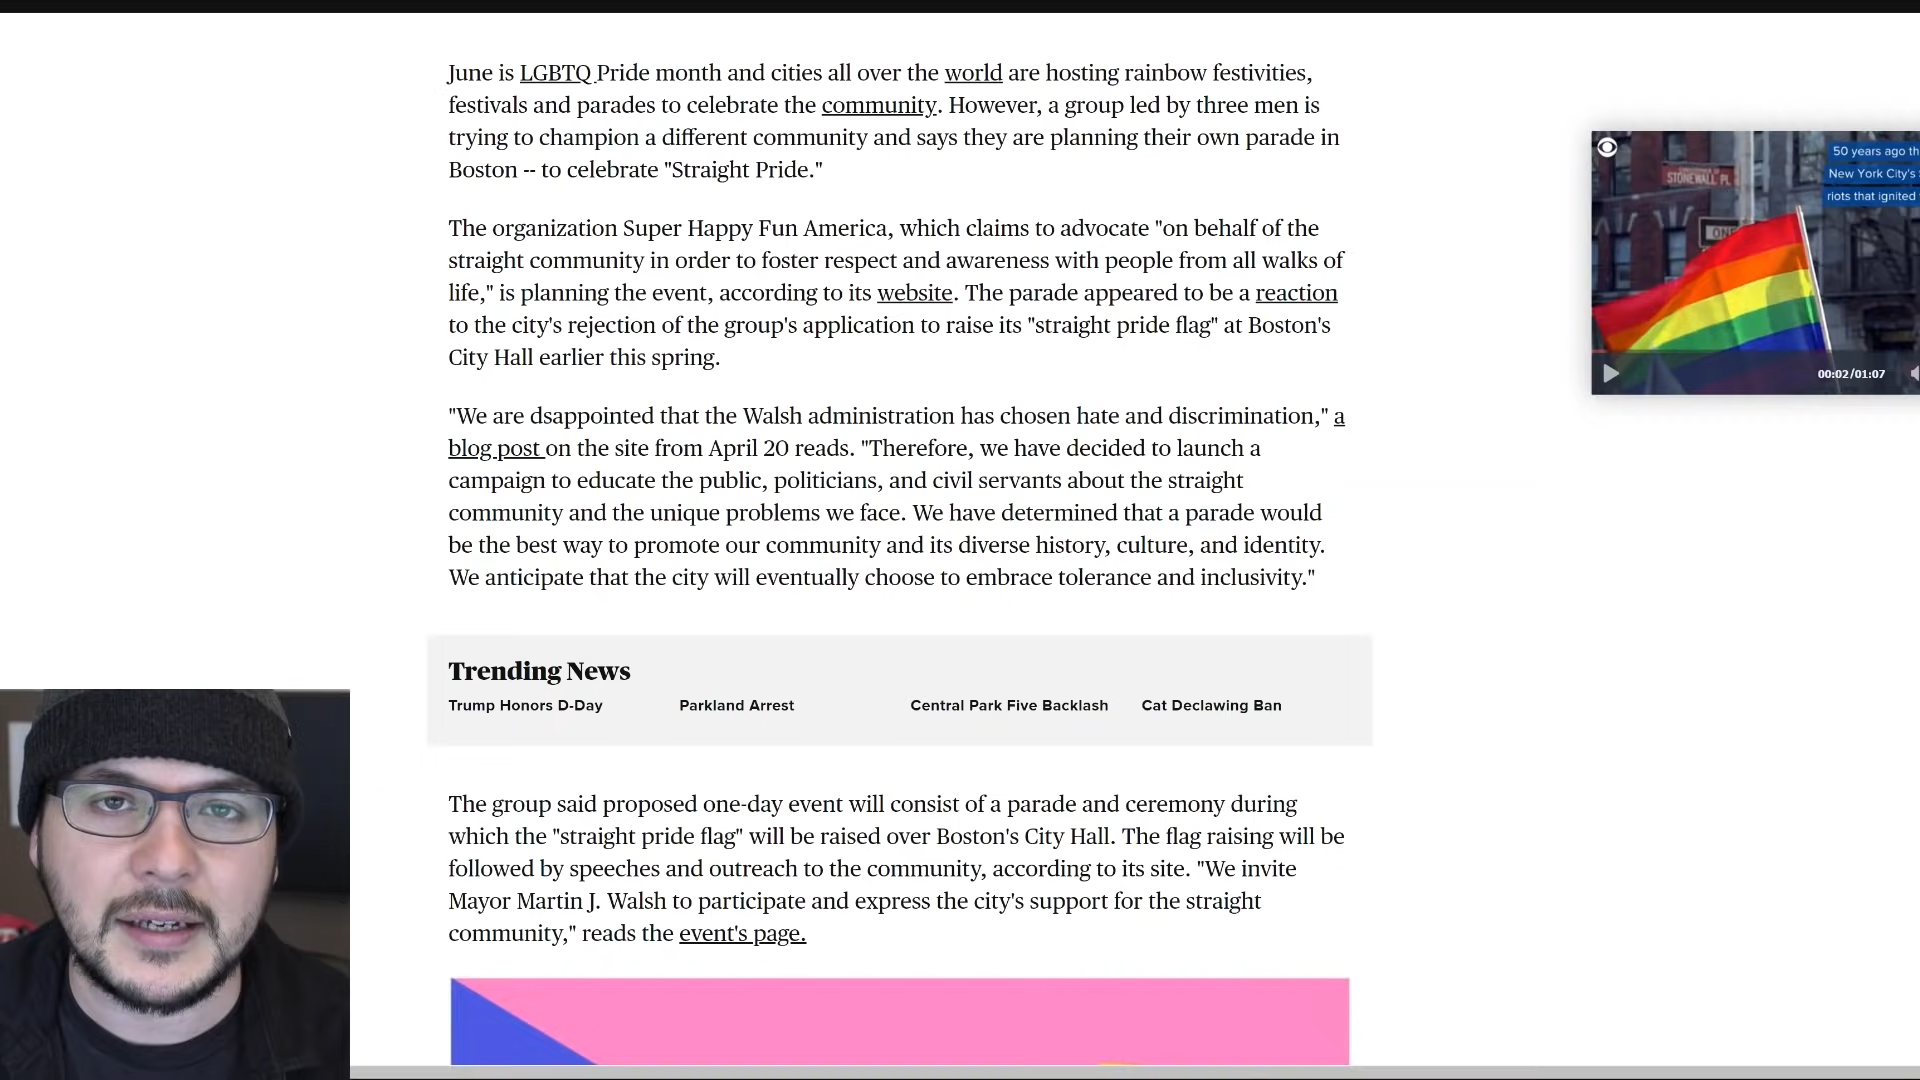 June is LGBTQ Pride month and cities all over the world are hosting rainbow festivities,
festivals and parades to celebrate the community. However, a group led by three men is
trying to champion a different community and says they are planning their own parade in
Boston -- to celebrate "Straight Pride."
The organization Super Happy Fun America, which claims to advocate "on behalf of the
straight community in order to foster respect and awareness with people from all walks of
life," is planning the event, according to its website. The parade appeared to be a reaction
to the city's rejection of the group's application to raise its "straight pride flag" at Boston's
City Hall earlier this spring.
"We are dsappointed that the Walsh administration has chosen hate and discrimination," a
blog post on the site from April 20 reads. "Therefore, we have decided to launch a
campaign to educate the public, politicians, and civil servants about the straight
community and the unique problems we face. We have determined that a parade would
be the best way to promote our community and its diverse history, culture, and identity.
We anticipate that the city will eventually choose to embrace tolerance and inclusivity."
Trending News
Trump Honors D-Day Parkland Arrest Central Park Five Backlash Cat Declawing Ban
The group said proposed one-day event will consist of a parade and ceremony during
which the "straight pride flag" will be raised over Boston's City Hall. The flag raising will be
followed by speeches and outreach to the community, according to its site. "We invite
Mayor Martin J. Walsh to participate and express the city's support for the straight
community," reads the event's page.
50 years ago th
New York City's
riots that ignited
STONEWALL PL
ON
00:02/01:07